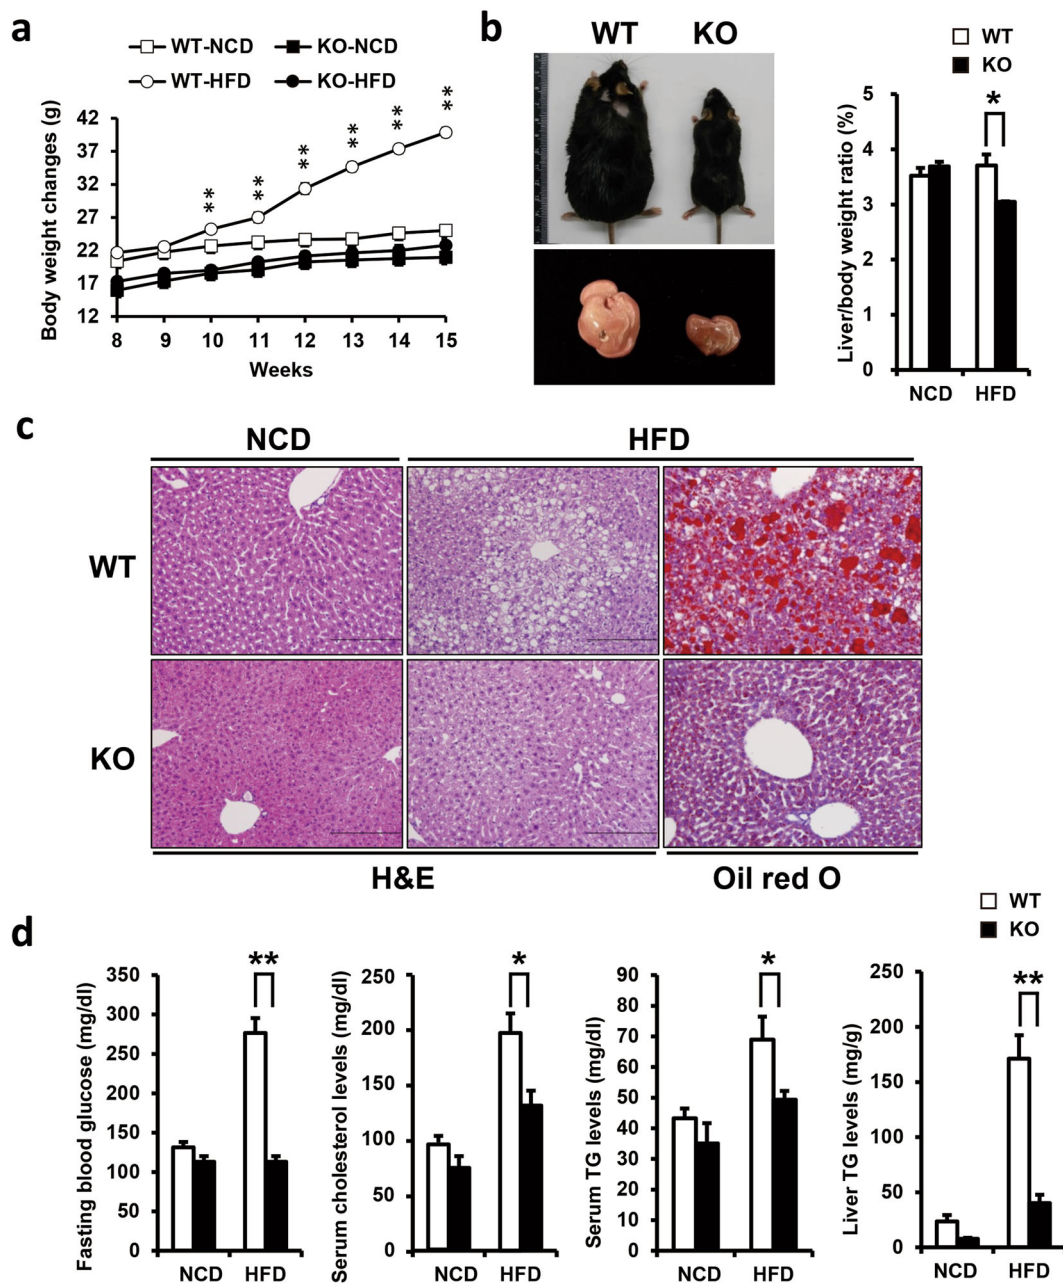 a
WT-NCD KO-NCD
WT-HFD KO-HFD
Body weight changes (g)
42
37
32
27
22
17
12
** ** ** ** ** **
8 9 10 11 12 13 14 15
Weeks
b
WT KO
WT
KO
Liver/body weight ratio (%)
5
4
3
2
1
0
*
NCD HFD
c
NCD HFD
WT
KO
H&E Oil red O
WT
KO
d
Fasting blood glucose (mg/dl)
350
300
250
200
150
100
50
0
**
NCD HFD
Serum cholesterol levels (mg/dl)
250
200
150
100
50
0
*
NCD HFD
Serum TG levels (mg/dl)
90
80
70
60
50
40
30
20
10
0
*
NCD HFD
Liver TG levels (mg/g)
250
200
150
100
50
0
**
NCD HFD